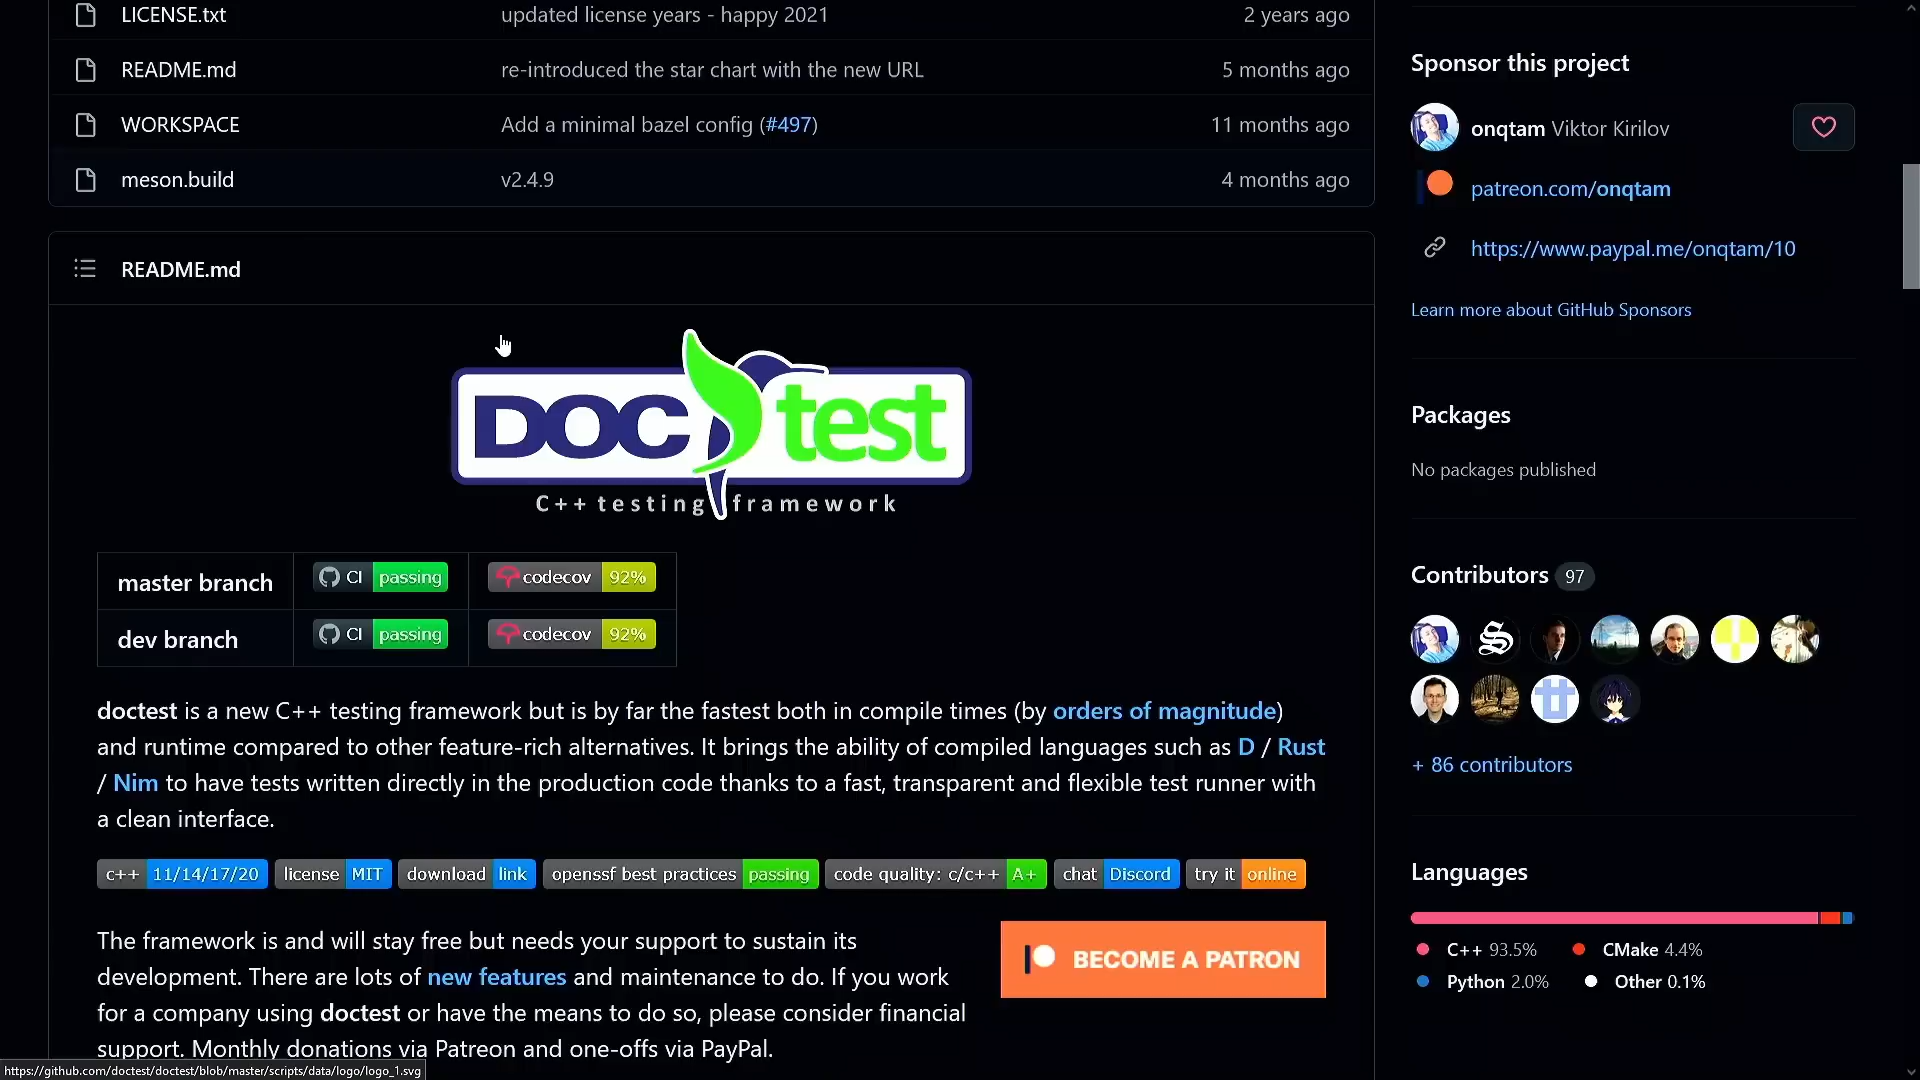 LICENSE.txt updated license years - happy 2021 2 years ago
README.md re-introduced the star chart with the new URL 5 months ago
WORKSPACE Add a minimal bazel config (#497) 11 months ago
meson.build v2.4.9 4 months ago
README.md
DOC test
C++ testing framework
master branch CI passing codecov 92%
dev branch CI passing codecov 92%
doctest is a new C++ testing framework but is by far the fastest both in compile times (by orders of magnitude)
and runtime compared to other feature-rich alternatives. It brings the ability of compiled languages such as D / Rust
/ Nim to have tests written directly in the production code thanks to a fast, transparent and flexible test runner with
a clean interface.
c++ 11/14/17/20 license MIT download link openssf best practices passing code quality: c/c++ A+ chat Discord try it online
The framework is and will stay free but needs your support to sustain its
development. There are lots of new features and maintenance to do. If you work
for a company using doctest or have the means to do so, please consider financial
support. Monthly donations via Patreon and one-offs via PayPal.
BECOME A PATRON
https://github.com/doctest/doctest/blob/master/scripts/data/logo/logo_1.svg
Sponsor this project
onqtam Viktor Kirilov
patreon.com/onqtam
https://www.paypal.me/onqtam/10
Learn more about GitHub Sponsors
Packages
No packages published
Contributors 97
+ 86 contributors
Languages
C++ 93.5% CMake 4.4%
Python 2.0% Other 0.1%